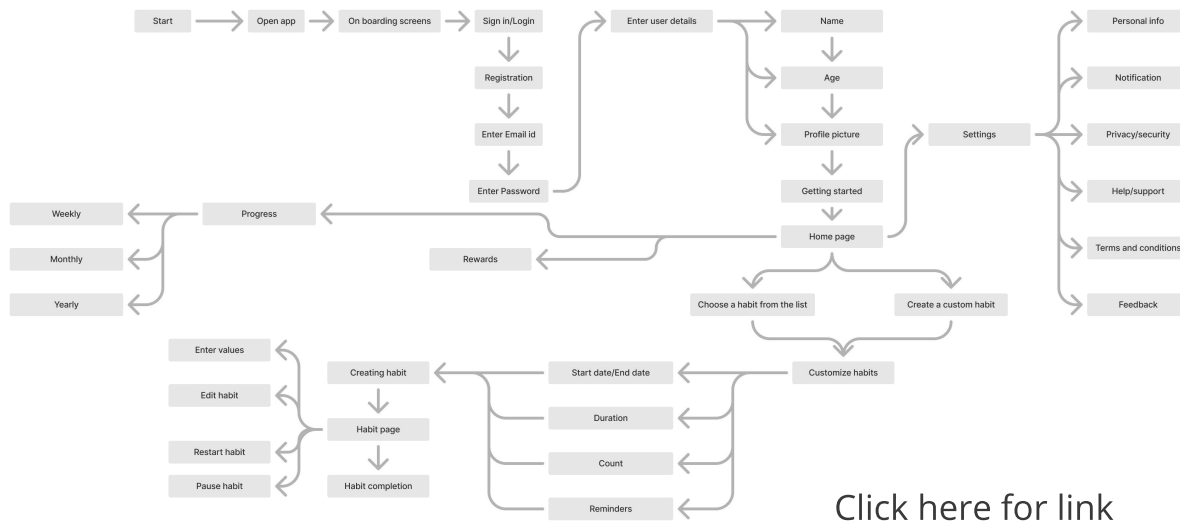 Start
Open app
On boarding screens
Sign in/Login
Enter user details
Name
Personal info
Registration
Age
Notification
Enter Email id
Profile picture
Settings
Privacy/security
Enter Password
Getting started
Help/support
Weekly
Progress
Home page
Terms and conditions
Monthly
Rewards
Yearly
Choose a habit from the list
Create a custom habit
Feedback
Enter values
Creating habit
Start date/End date
Customize habits
Edit habit
Duration
Habit page
Restart habit
Count
Pause habit
Habit completion
Reminders
Click here for link